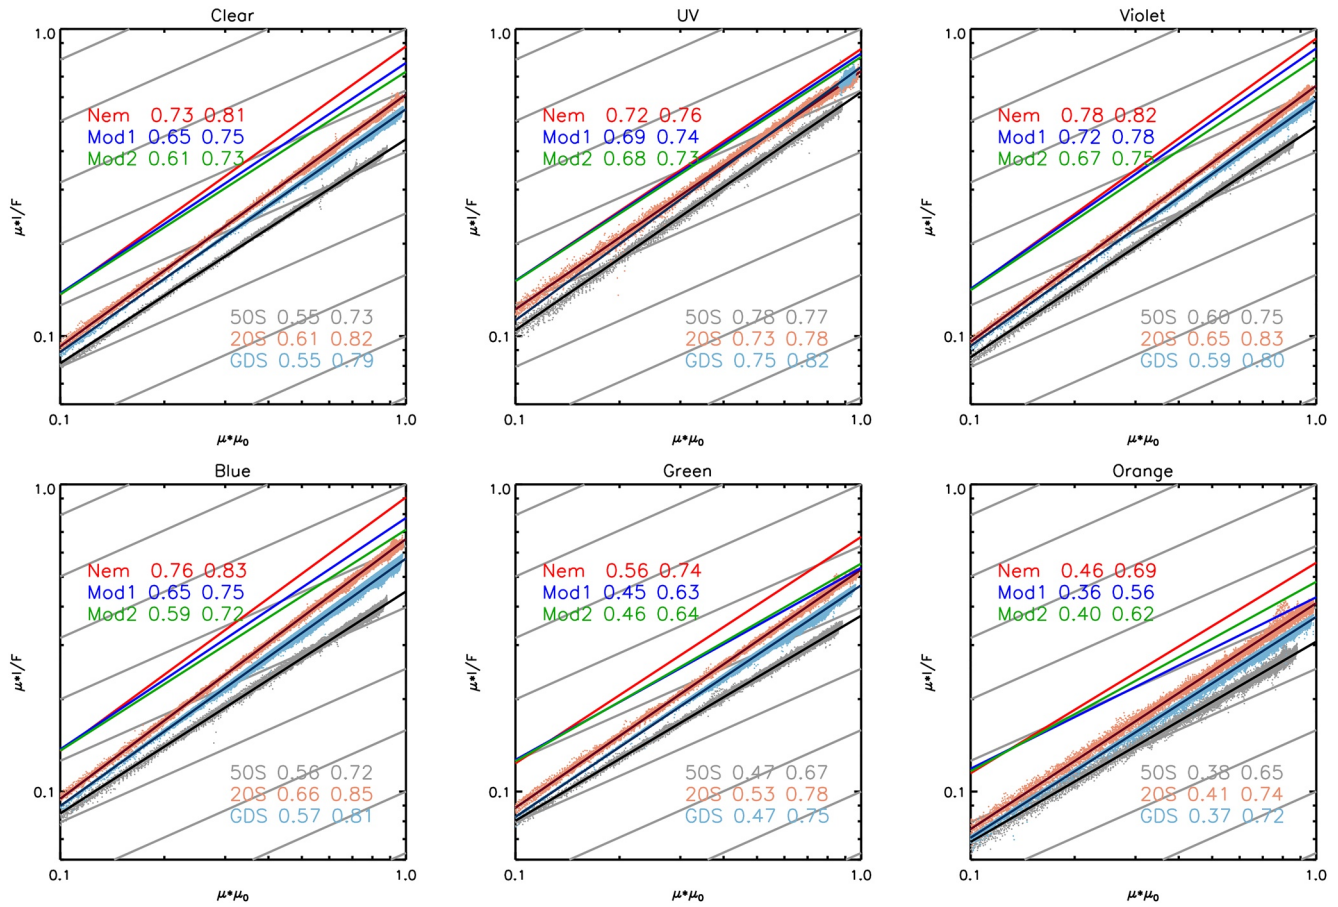 Clear
1.0
μ*I/F
0.1
Nem 0.73 0.81
Mod1 0.65 0.75
Mod2 0.61 0.73
50S 0.55 0.73
20S 0.61 0.82
GDS 0.55 0.79
0.1
1.0
μ*μ₀
UV
1.0
μ*I/F
0.1
Nem 0.72 0.76
Mod1 0.69 0.74
Mod2 0.68 0.73
50S 0.78 0.77
20S 0.73 0.78
GDS 0.75 0.82
0.1
1.0
μ*μ₀
Violet
1.0
μ*I/F
0.1
Nem 0.78 0.82
Mod1 0.72 0.78
Mod2 0.67 0.75
50S 0.60 0.75
20S 0.65 0.83
GDS 0.59 0.80
0.1
1.0
μ*μ₀
Blue
1.0
μ*I/F
0.1
Nem 0.76 0.83
Mod1 0.65 0.75
Mod2 0.59 0.72
50S 0.56 0.72
20S 0.66 0.85
GDS 0.57 0.81
0.1
1.0
μ*μ₀
Green
1.0
μ*I/F
0.1
Nem 0.56 0.74
Mod1 0.45 0.63
Mod2 0.46 0.64
50S 0.47 0.67
20S 0.53 0.78
GDS 0.47 0.75
0.1
1.0
μ*μ₀
Orange
1.0
μ*I/F
0.1
Nem 0.46 0.69
Mod1 0.36 0.56
Mod2 0.40 0.62
50S 0.38 0.65
20S 0.41 0.74
GDS 0.37 0.72
0.1
1.0
μ*μ₀